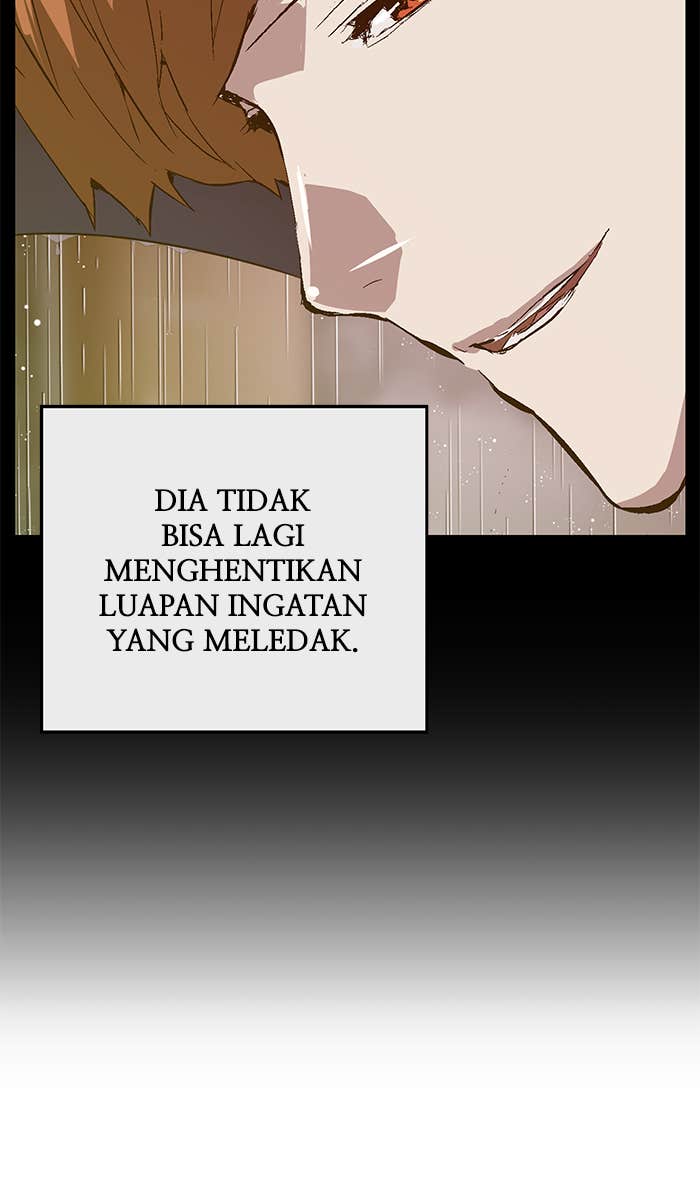 DIA TIDAK
BISA LAGI
MENGHENTIKAN
LUAPAN INGATAN
YANG MELEDAK.